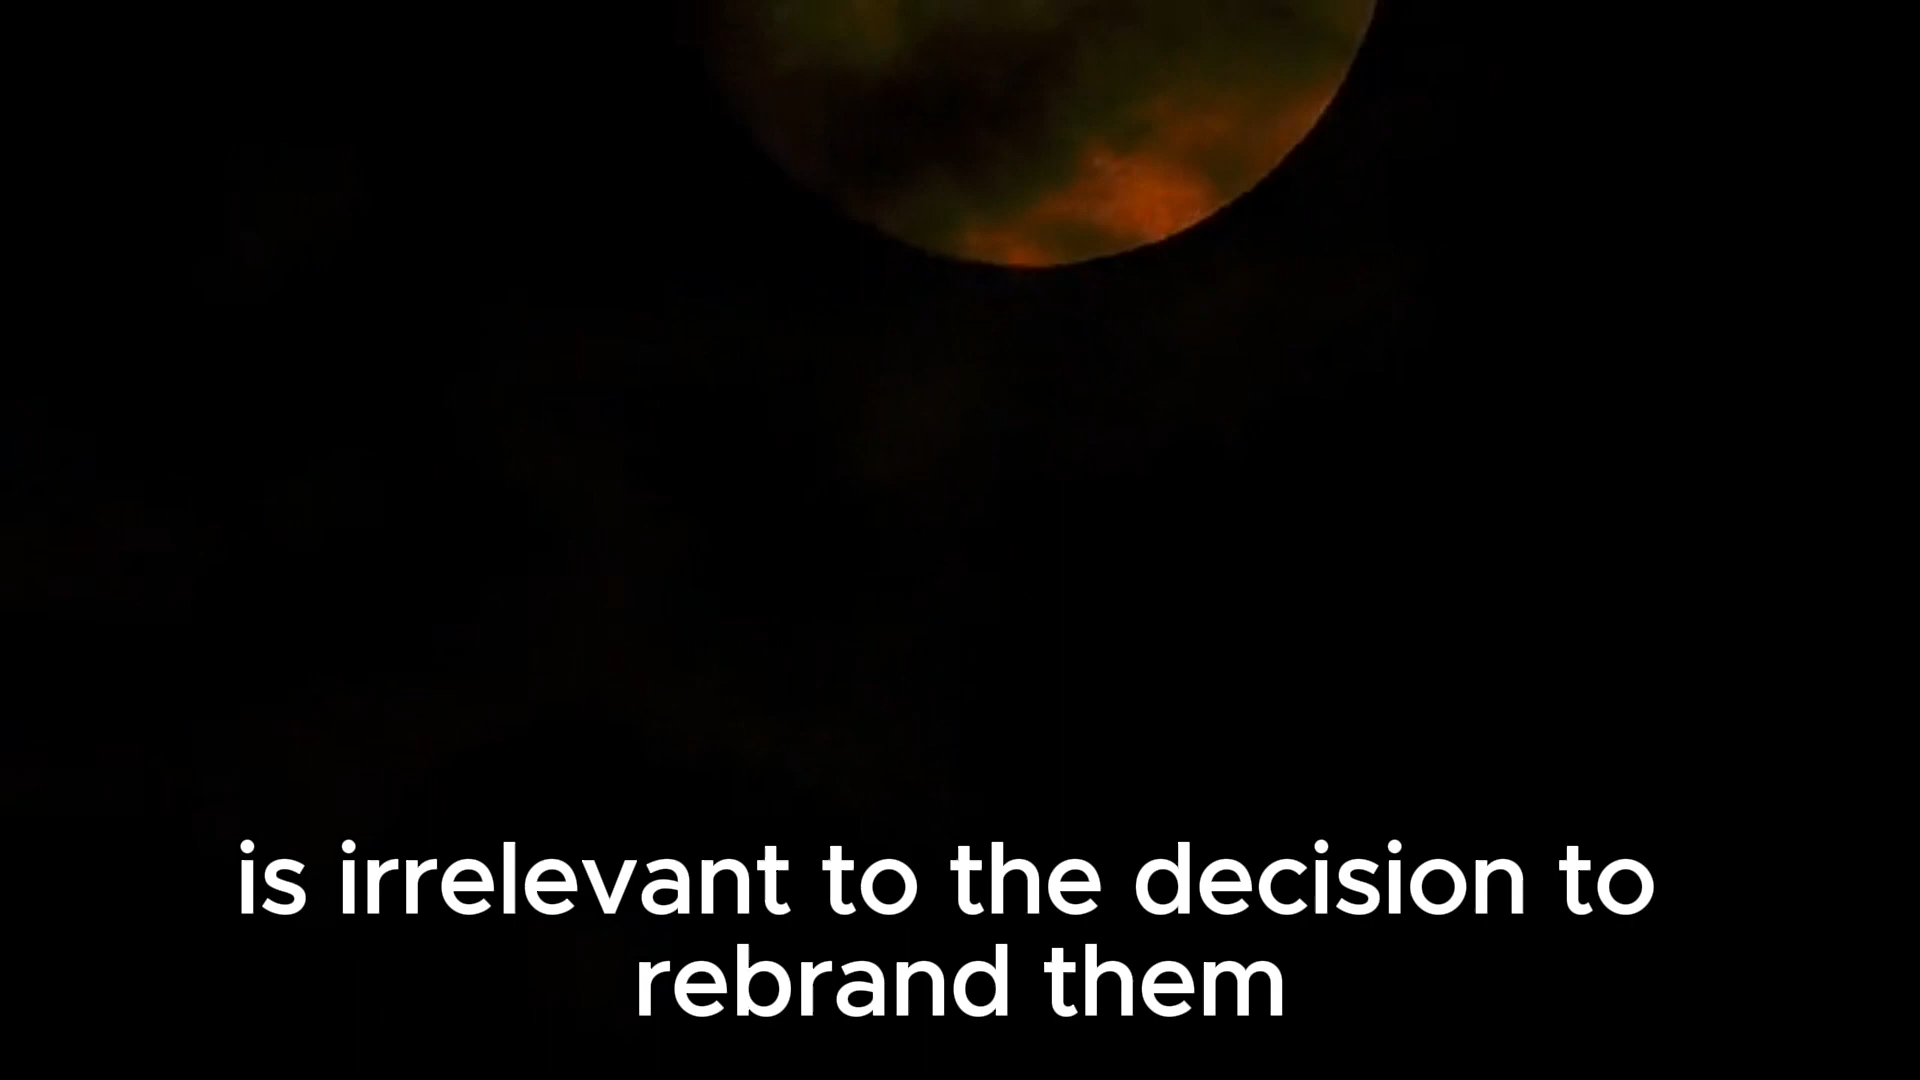 is irrelevant to the decision to
rebrand them